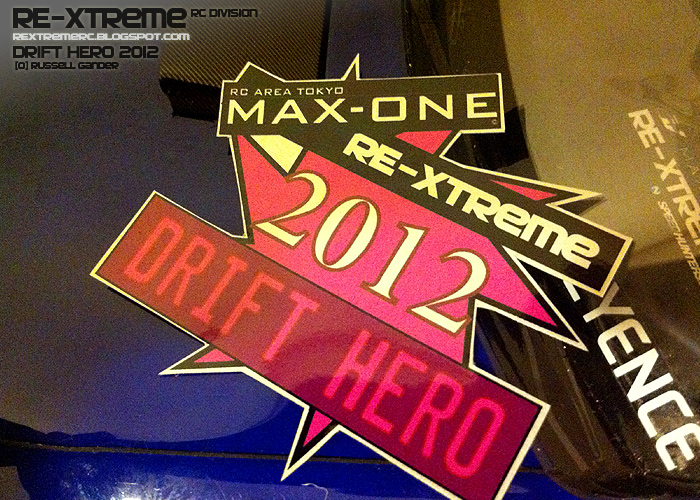 RE-XTREME RC DIVISION
REXTREMERC.BLOGSPOT.COM
DRIFT HERO 2012
[O] RUSSELL GANDER
RC AREA TOKYO
MAX-ONE
RE-XTREME
2012
DRIFT HERO
RE-XTRE
YENCE